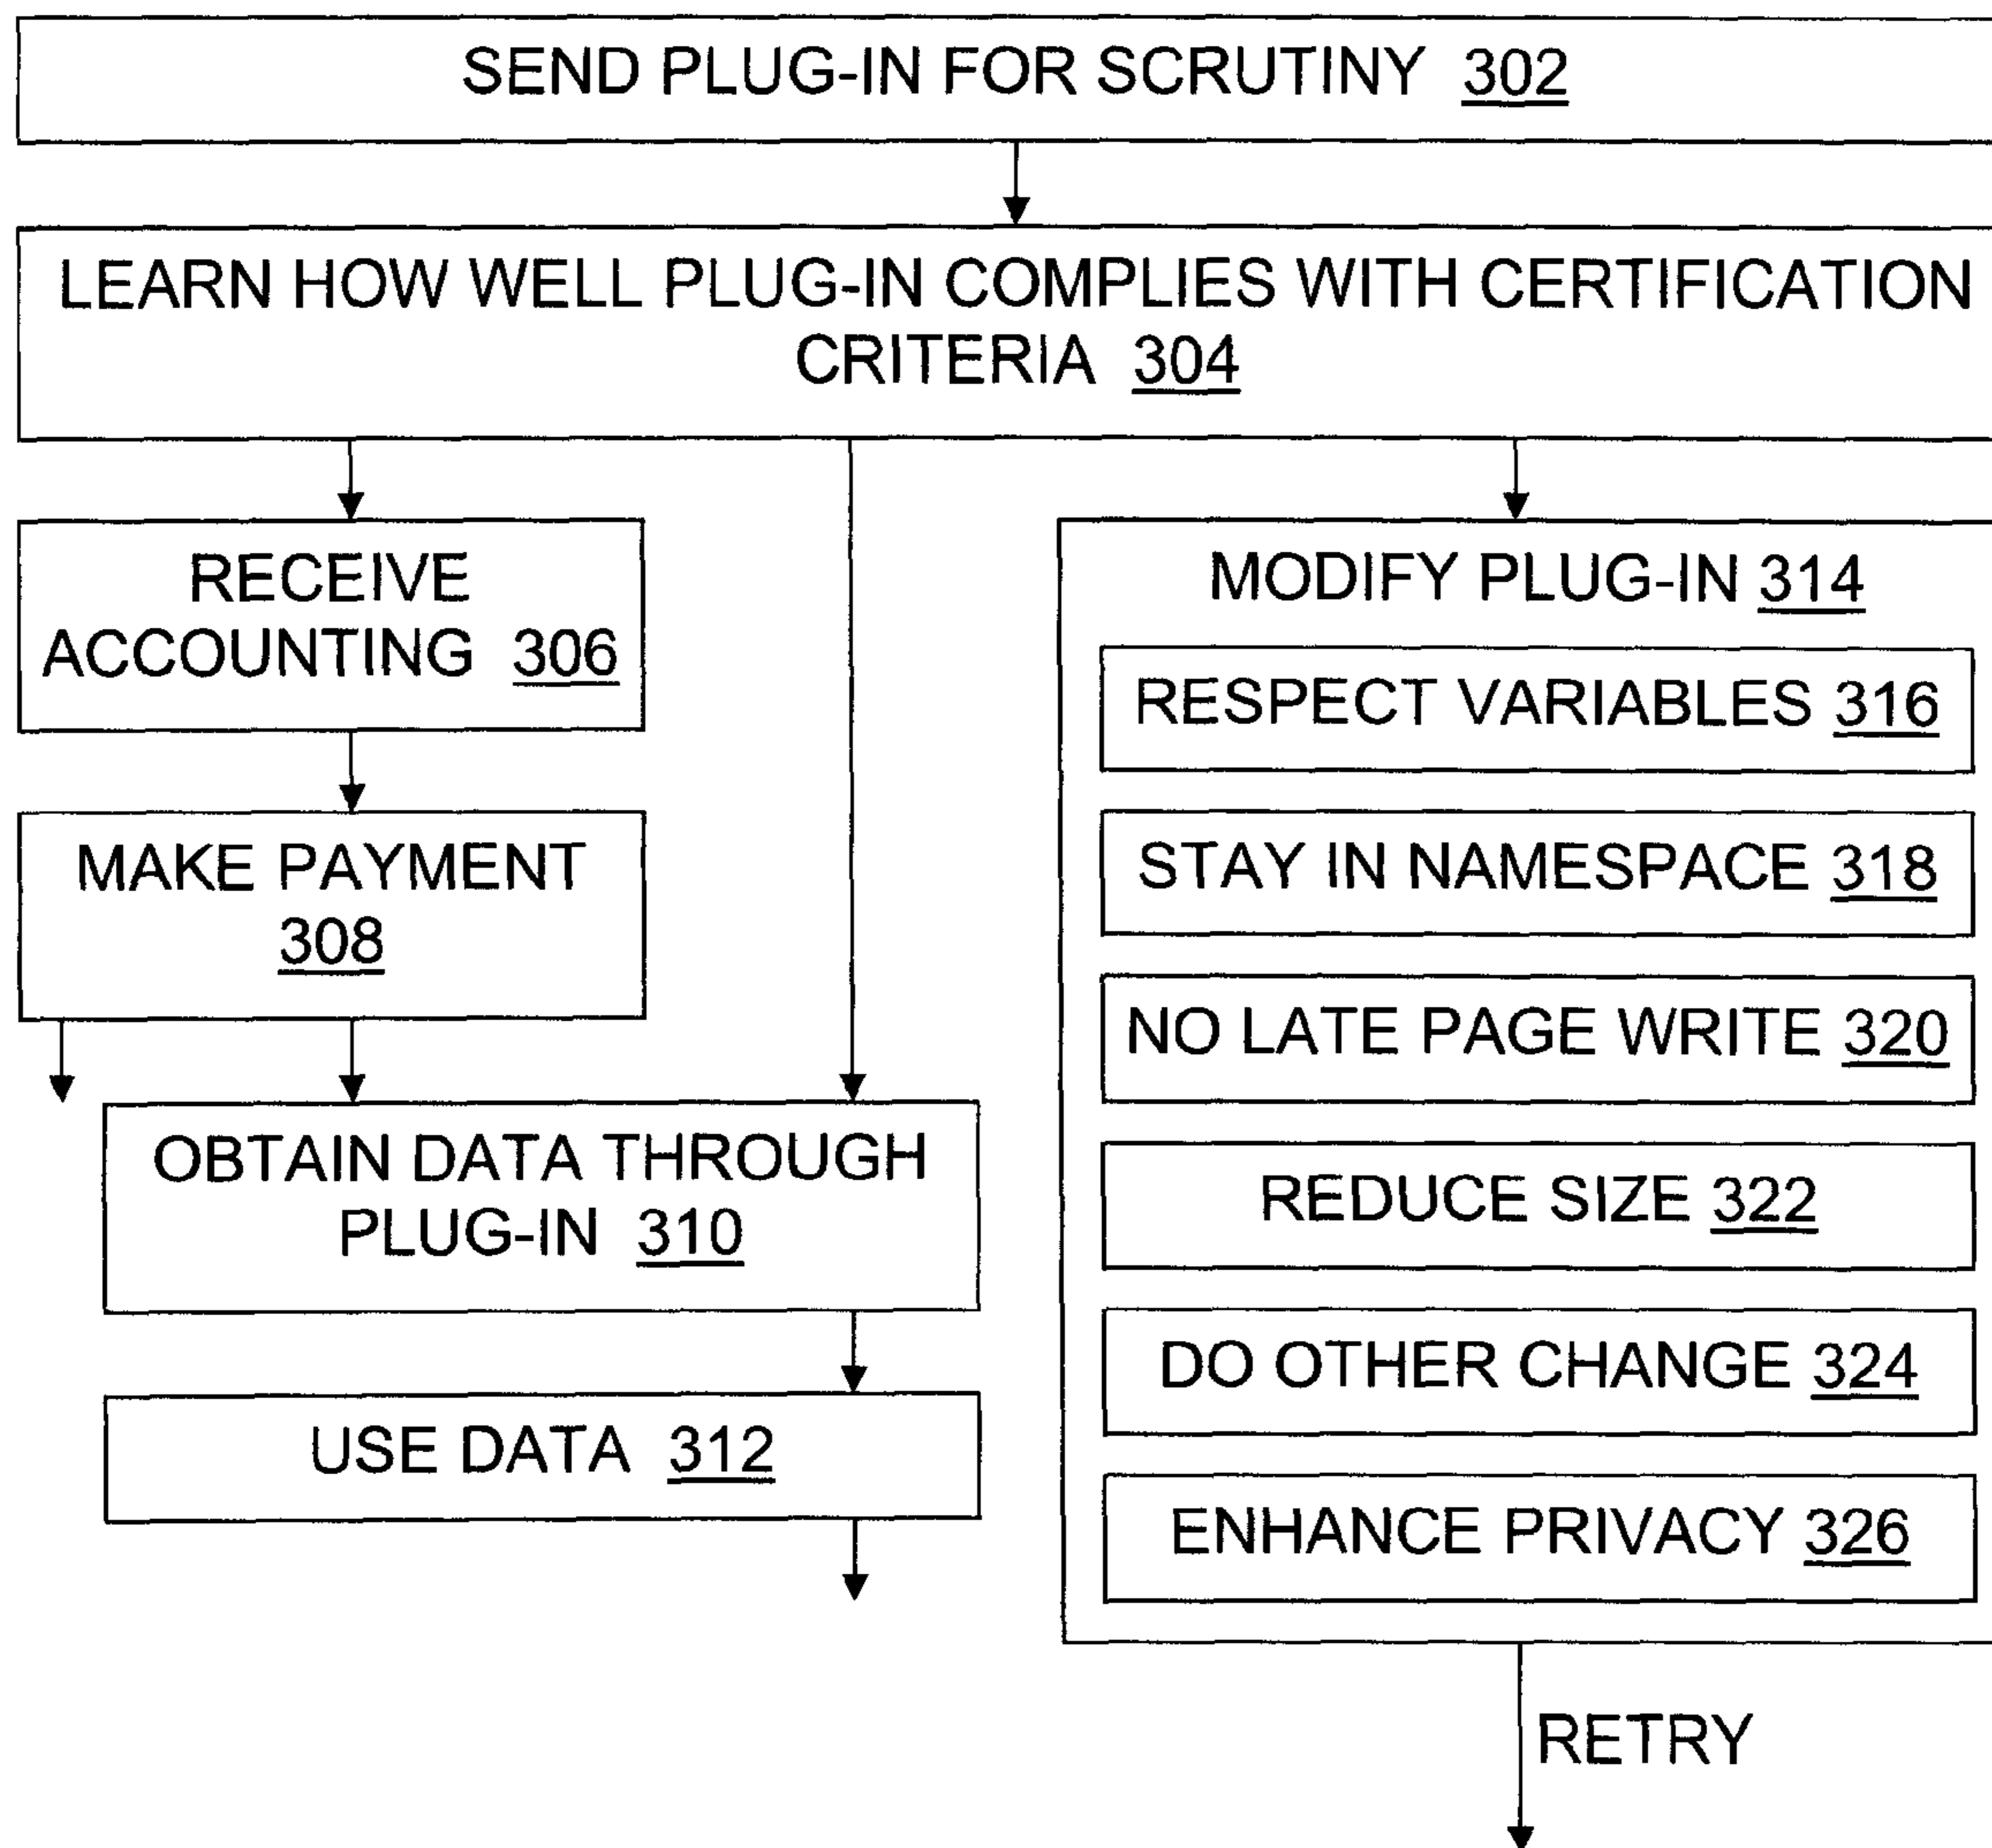 SEND PLUG-IN FOR SCRUTINY 302
LEARN HOW WELL PLUG-IN COMPLIES WITH CERTIFICATION
CRITERIA 304
RECEIVE
ACCOUNTING 306
MAKE PAYMENT
308
OBTAIN DATA THROUGH
PLUG-IN 310
USE DATA 312
MODIFY PLUG-IN 314
RESPECT VARIABLES 316
STAY IN NAMESPACE 318
NO LATE PAGE WRITE 320
REDUCE SIZE 322
DO OTHER CHANGE 324
ENHANCE PRIVACY 326
RETRY